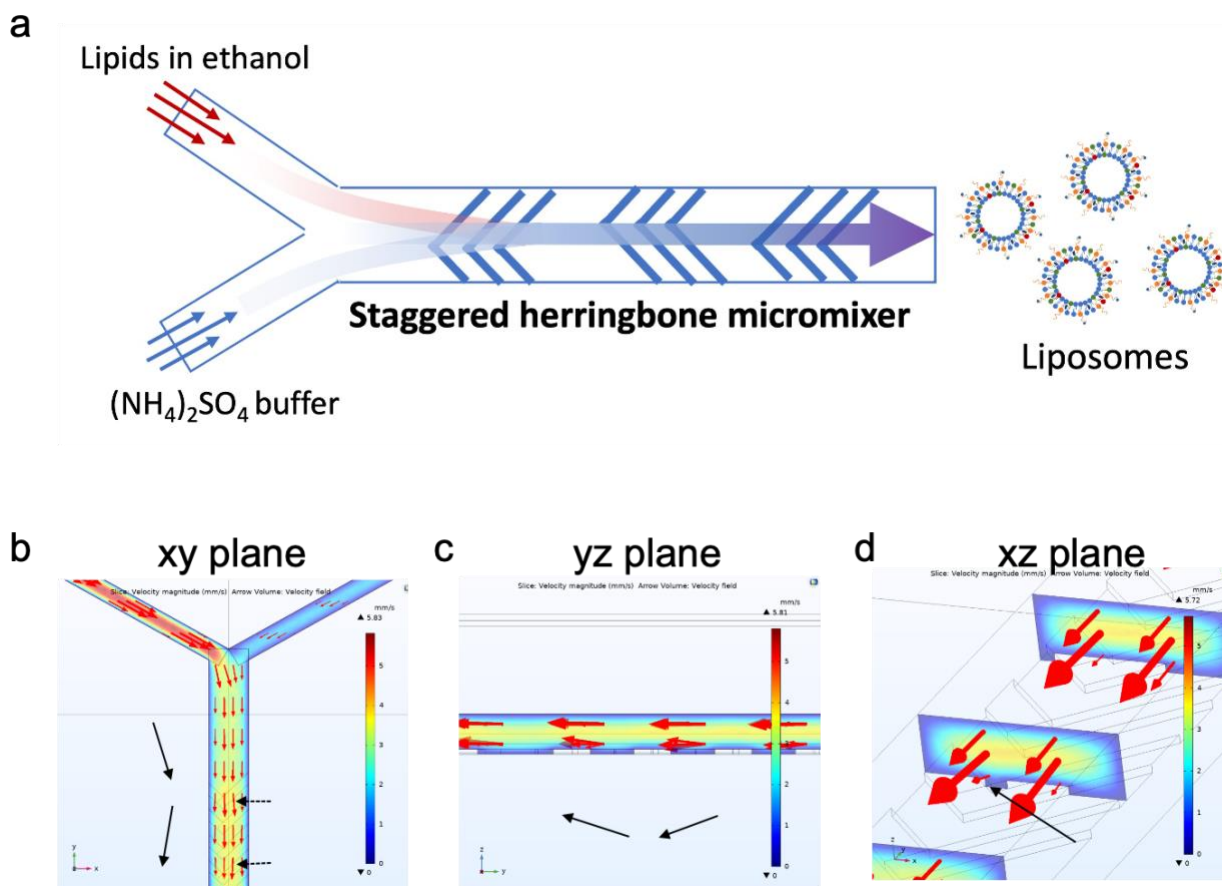 a
Lipids in ethanol
Staggered herringbone micromixer
Liposomes
(NH4)2SO4 buffer
b
xy plane
Slice: Velocity magnitude (mm/s) Arrow Volume: Velocity field
mm/s
▲ 5.83
5
4
3
2
1
0
▼ 0
y
x
c
yz plane
Slice: Velocity magnitude (mm/s) Arrow Volume: Velocity field
mm/s
▲ 5.81
5
4
3
2
1
0
▼ 0
z
y
d
xz plane
Slice: Velocity magnitude (mm/s) Arrow Volume: Velocity field
mm/s
▲ 5.72
5
4
3
2
1
0
▼ 0
z
y
x